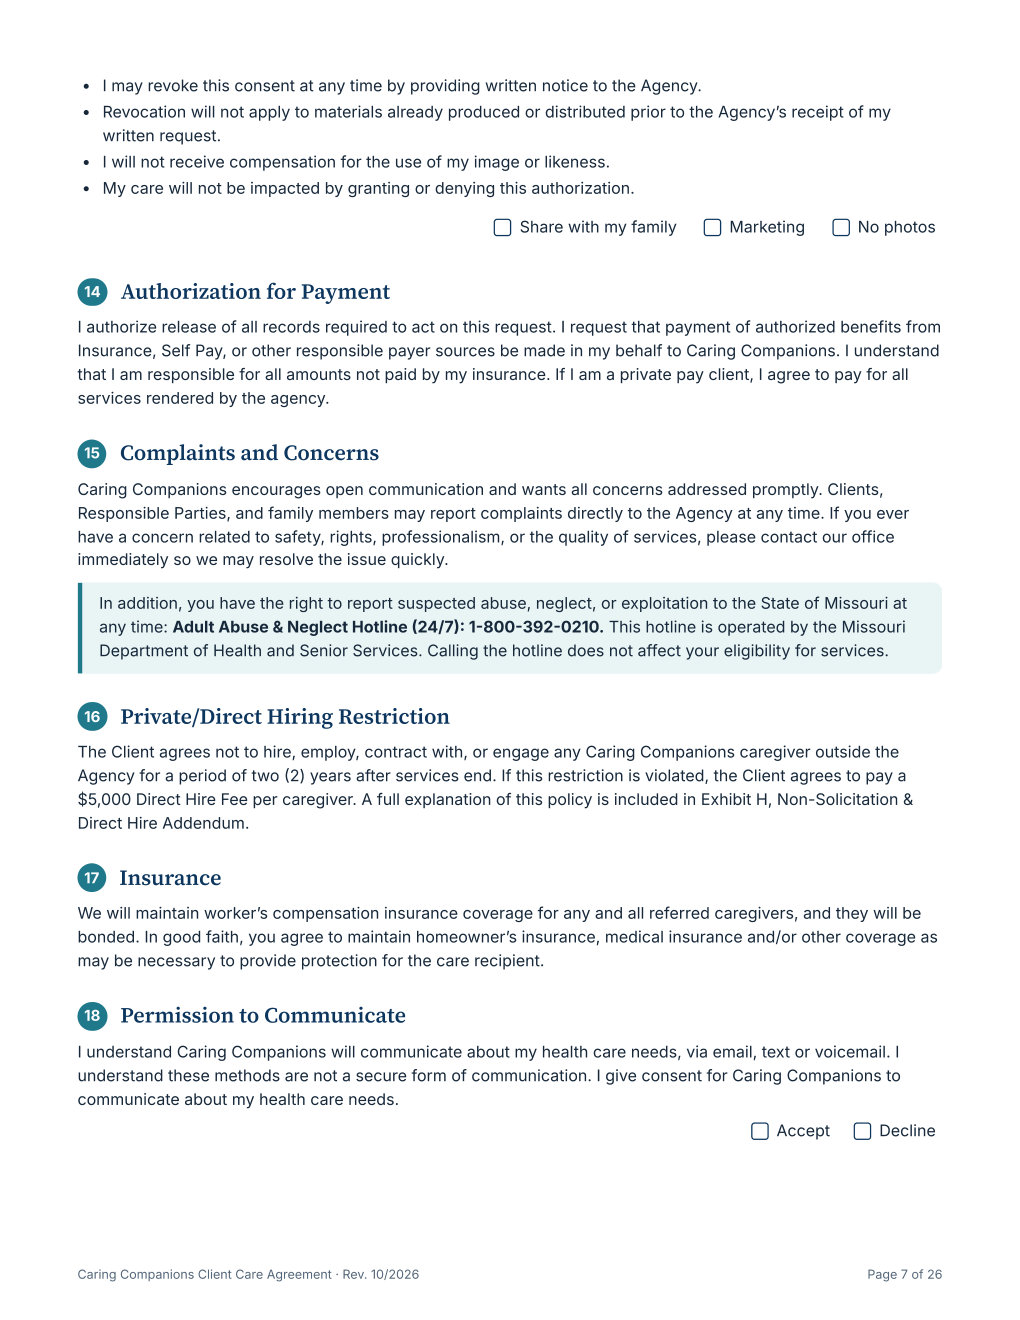 • I may revoke this consent at any time by providing written notice to the Agency.
• Revocation will not apply to materials already produced or distributed prior to the Agency’s receipt of my
written request.
• I will not receive compensation for the use of my image or likeness.
• My care will not be impacted by granting or denying this authorization.
Share with my family Marketing No photos
14 Authorization for Payment
I authorize release of all records required to act on this request. I request that payment of authorized benefits from
Insurance, Self Pay, or other responsible payer sources be made in my behalf to Caring Companions. I understand
that I am responsible for all amounts not paid by my insurance. If I am a private pay client, I agree to pay for all
services rendered by the agency.
15 Complaints and Concerns
Caring Companions encourages open communication and wants all concerns addressed promptly. Clients,
Responsible Parties, and family members may report complaints directly to the Agency at any time. If you ever
have a concern related to safety, rights, professionalism, or the quality of services, please contact our office
immediately so we may resolve the issue quickly.
In addition, you have the right to report suspected abuse, neglect, or exploitation to the State of Missouri at
any time: Adult Abuse & Neglect Hotline (24/7): 1-800-392-0210. This hotline is operated by the Missouri
Department of Health and Senior Services. Calling the hotline does not affect your eligibility for services.
16 Private/Direct Hiring Restriction
The Client agrees not to hire, employ, contract with, or engage any Caring Companions caregiver outside the
Agency for a period of two (2) years after services end. If this restriction is violated, the Client agrees to pay a
$5,000 Direct Hire Fee per caregiver. A full explanation of this policy is included in Exhibit H, Non-Solicitation &
Direct Hire Addendum.
17 Insurance
We will maintain worker’s compensation insurance coverage for any and all referred caregivers, and they will be
bonded. In good faith, you agree to maintain homeowner’s insurance, medical insurance and/or other coverage as
may be necessary to provide protection for the care recipient.
18 Permission to Communicate
I understand Caring Companions will communicate about my health care needs, via email, text or voicemail. I
understand these methods are not a secure form of communication. I give consent for Caring Companions to
communicate about my health care needs.
Accept Decline
Caring Companions Client Care Agreement · Rev. 10/2026 Page 7 of 26